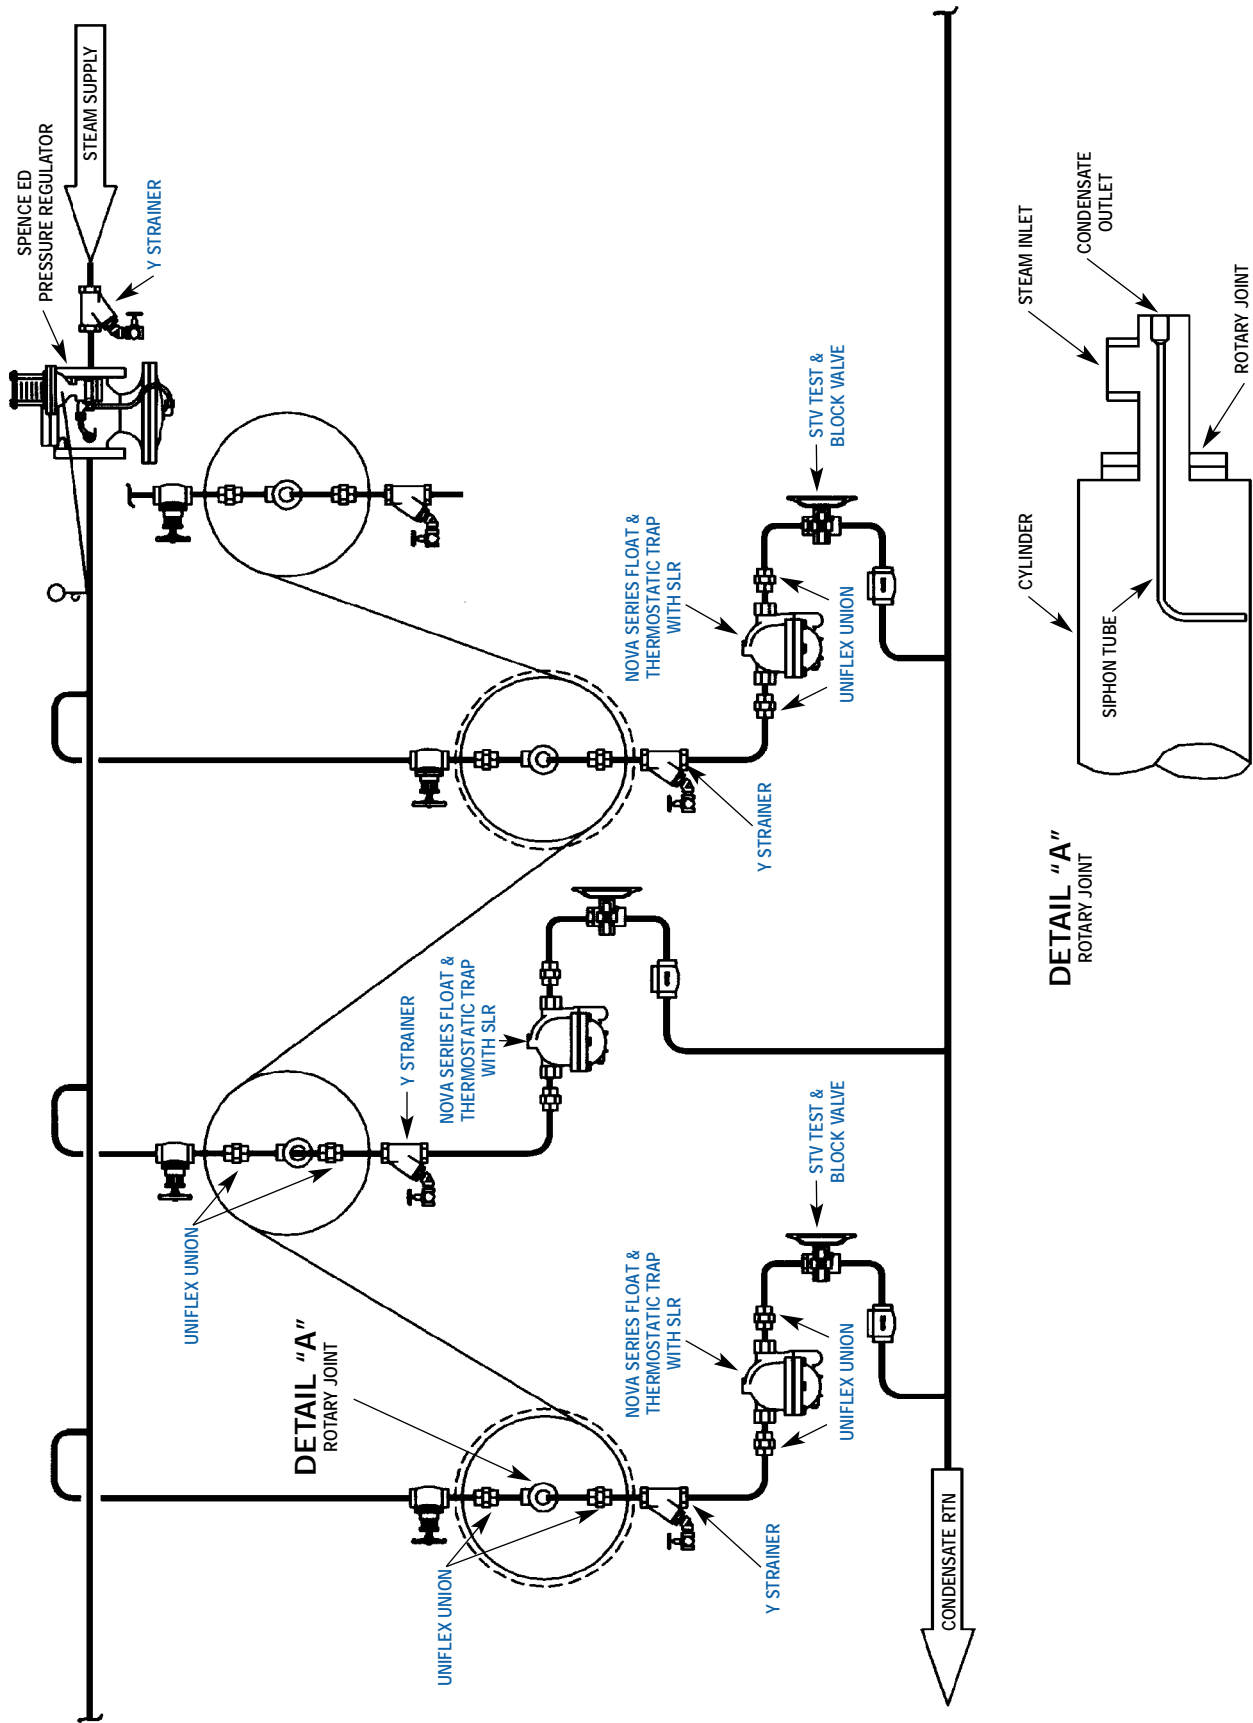 STEAM SUPPLY
SPENCE ED
PRESSURE REGULATOR
Y STRAINER
STV TEST &
BLOCK VALVE
NOVA SERIES FLOAT &
THERMOSTATIC TRAP
WITH SLR
UNIFLEX UNION
Y STRAINER
NOVA SERIES FLOAT &
THERMOSTATIC TRAP
WITH SLR
Y STRAINER
UNIFLEX UNION
STV TEST &
BLOCK VALVE
NOVA SERIES FLOAT &
THERMOSTATIC TRAP
WITH SLR
UNIFLEX UNION
DETAIL “A”
ROTARY JOINT
UNIFLEX UNION
Y STRAINER
CONDENSATE RTN
STEAM INLET
CONDENSATE
OUTLET
ROTARY JOINT
CYLINDER
SIPHON TUBE
DETAIL “A”
ROTARY JOINT